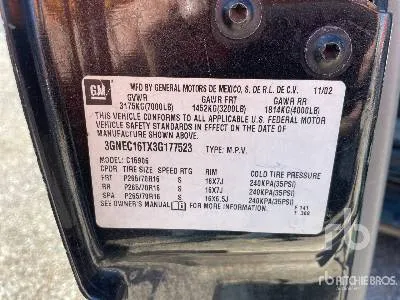 GM
MFD BY GENERAL MOTORS DE MEXICO, S. DE R.L. DE C.V. 11/02
GVWR GAWR FRT GAWR RR
3175KG(7000LB) 1452KG(3200LB) 1814KG(4000LB)
THIS VEHICLE CONFORMS TO ALL APPLICABLE U.S. FEDERAL MOTOR
VEHICLE SAFETY STANDARDS IN EFFECT ON THE DATE OF
MANUFACTURE SHOWN ABOVE.
3GNEC16TX3G177523 TYPE: M.P.V.
MODEL: C15906
TIRE SIZE SPEED RTG RIM COLD TIRE PRESSURE
FRT P265/70R16 S 16X7J 240KPA(35PSI)
RR P265/70R16 S 16X7J 240KPA(35PSI)
SPA P265/70R16 S 16X6.5J 240KPA(35PSI)
SEE OWNER'S MANUAL FOR MORE INFORMATION.
RITCHIE BROS.